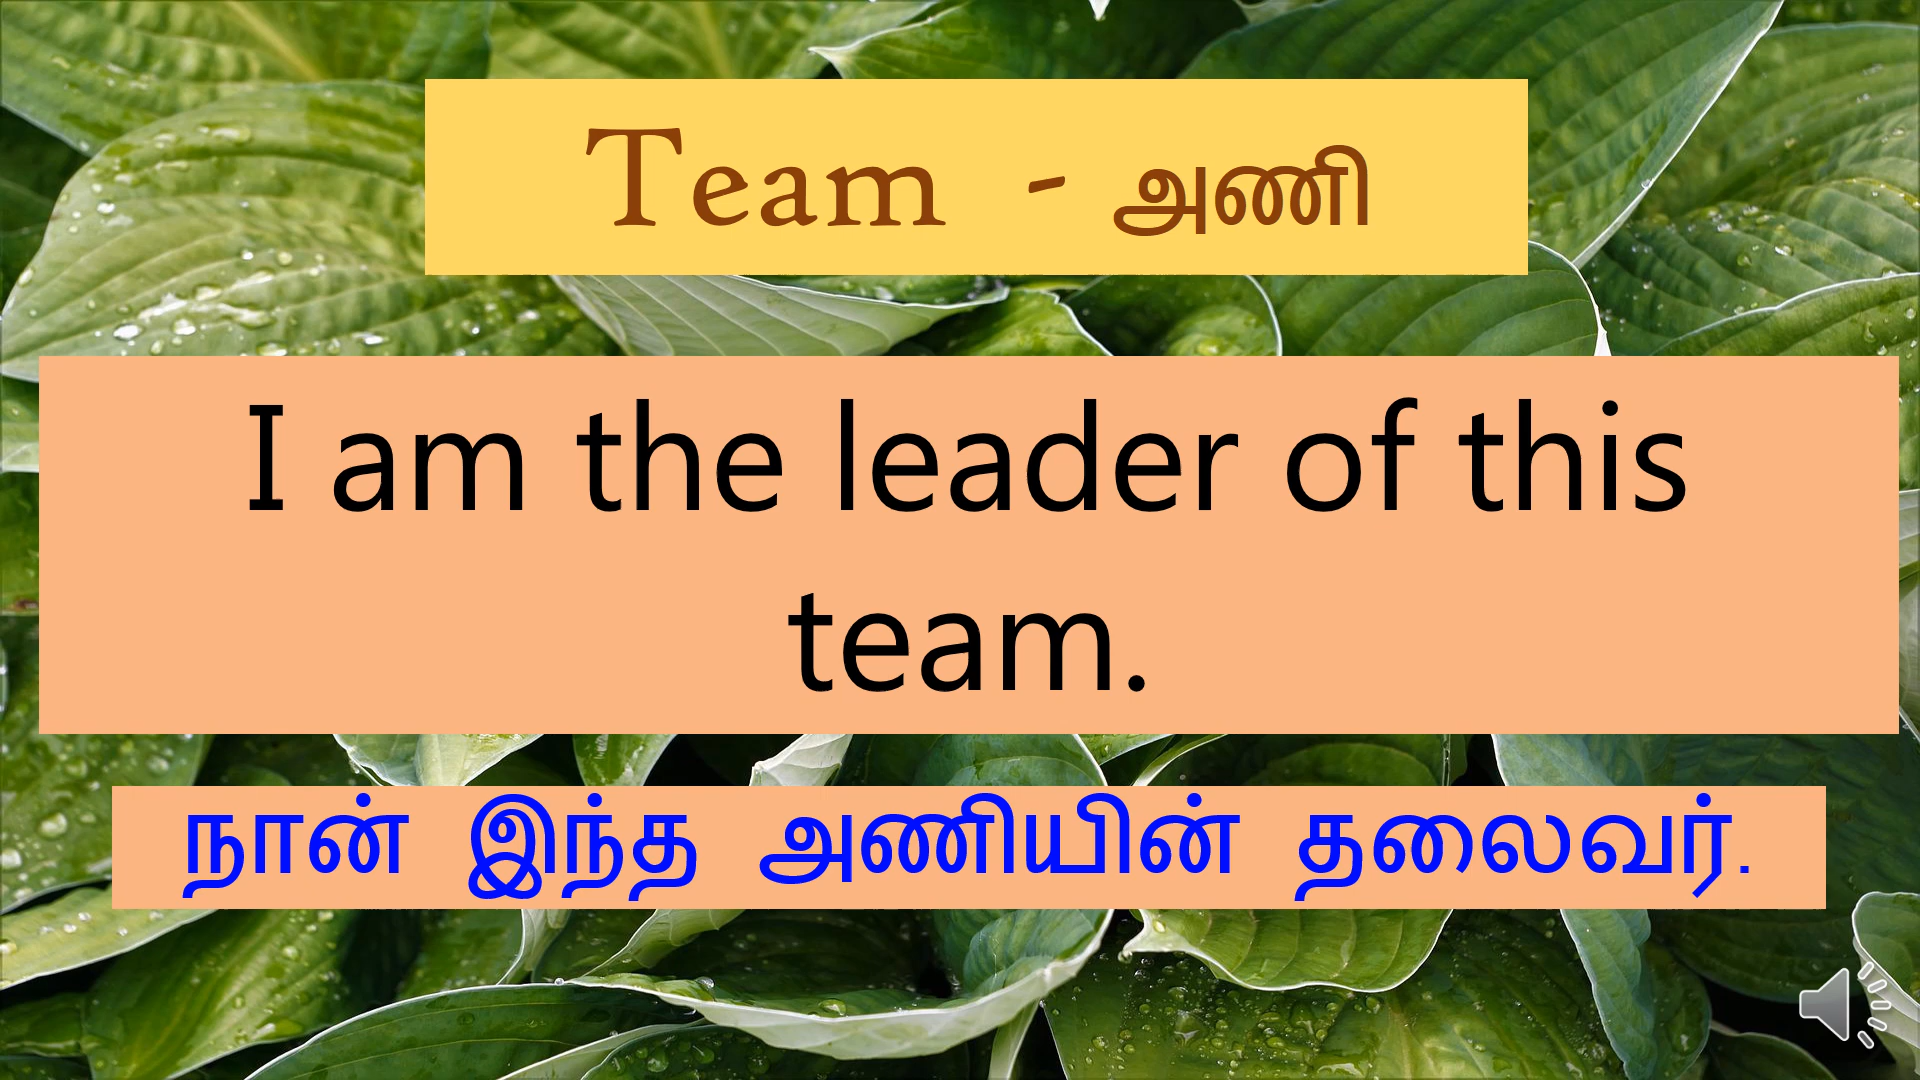 Team - அணி
I am the leader of this
team.
நான் இந்த அணியின் தலைவர்.